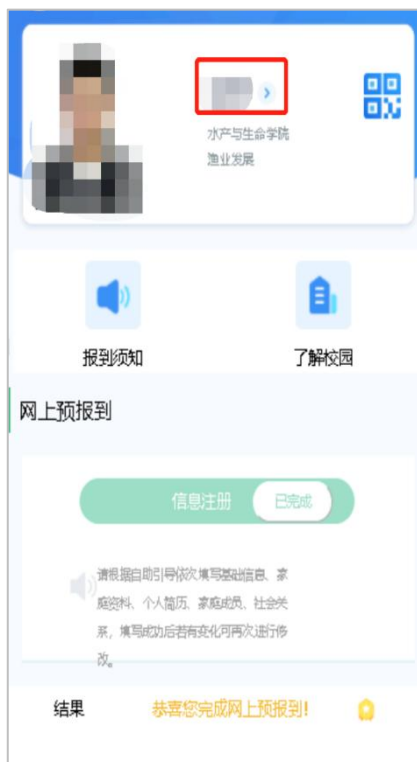 水产与生命学院
渔业发展
报到须知
了解校园
网上预报到
信息注册 已完成
请根据自助引导依次填写基础信息、家
庭资料、个人简历、家庭成员、社会关
系，填写成功后若有变化可再次进行修
改。
结果 恭喜您完成网上预报到!